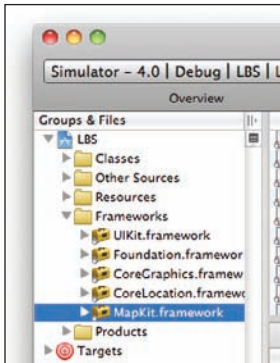 Simulator - 4.0 | Debug | LBS | L
Overview
Groups & Files
LBS
Classes
Other Sources
Resources
Frameworks
UIKit.framework
Foundation.framewor
CoreGraphics.framew
CoreLocation.framewo
MapKit.framework
Products
Targets